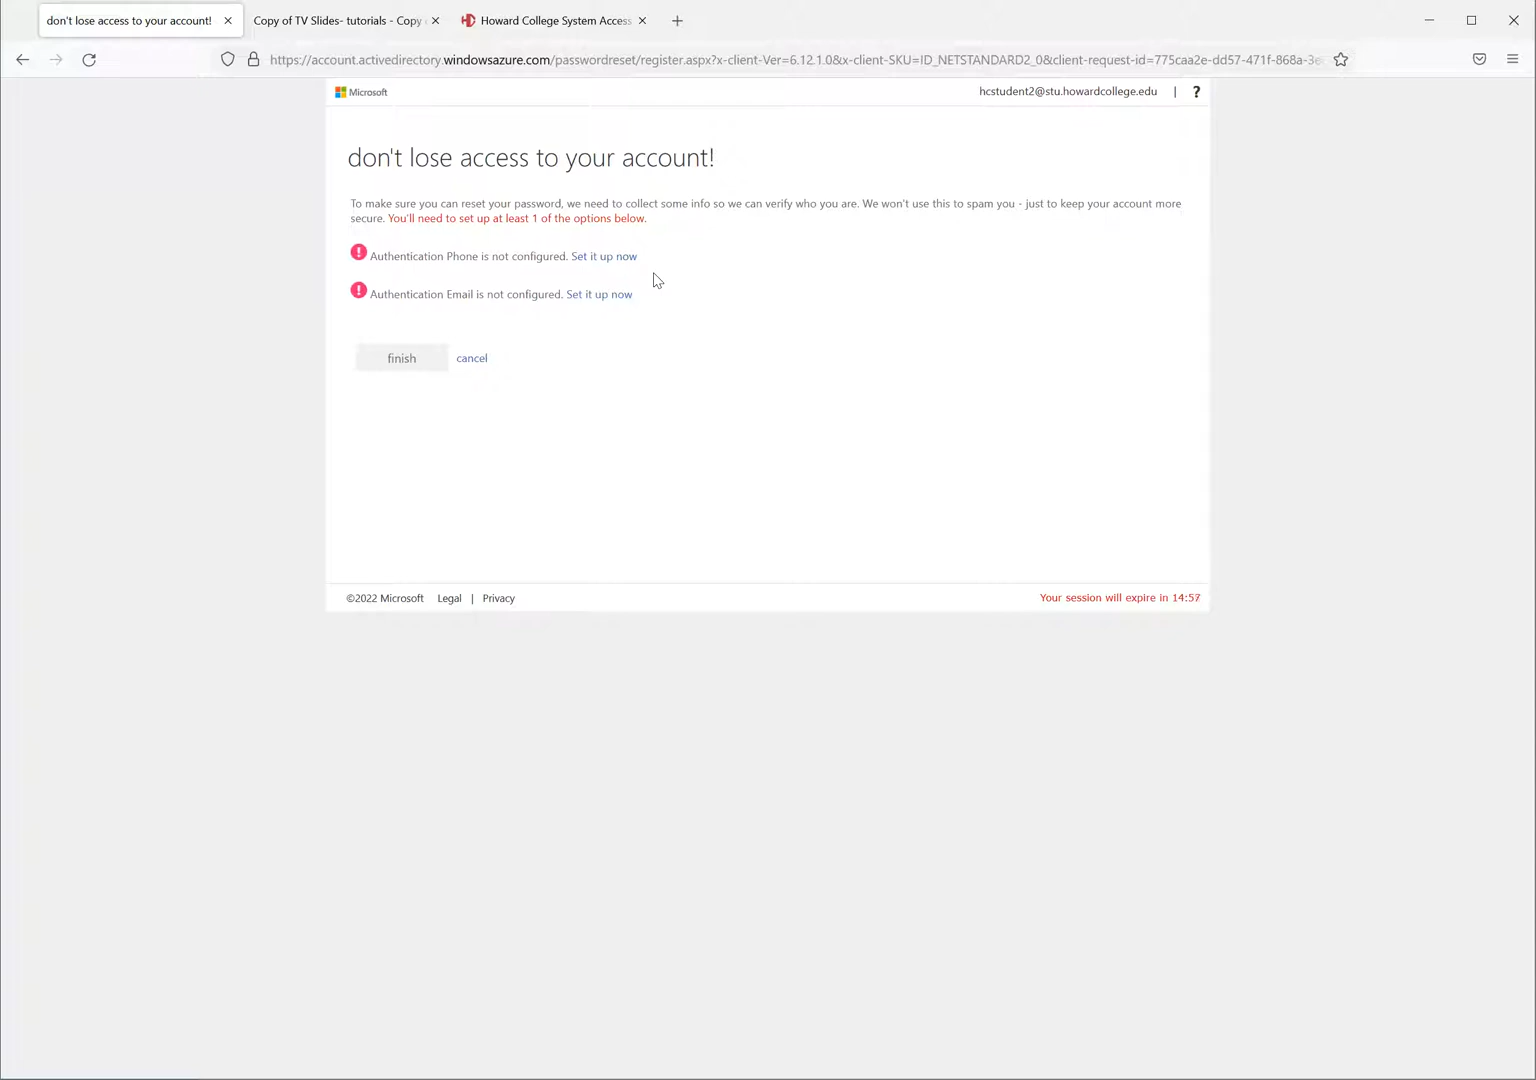 don't lose access to your account!
Copy of TV Slides- tutorials - Copy
Howard College System Access
https://account.activedirectory.windowsazure.com/passwordreset/register.aspx?x-client-Ver=6.12.1.0&x-client-SKU=ID_NETSTANDARD2_0&client-request-id=775caa2e-dd57-471f-868a-3e
Microsoft
hcstudent2@stu.howardcollege.edu | ?
don't lose access to your account!
To make sure you can reset your password, we need to collect some info so we can verify who you are. We won't use this to spam you - just to keep your account more
secure. You'll need to set up at least 1 of the options below.
! Authentication Phone is not configured. Set it up now
! Authentication Email is not configured. Set it up now
finish cancel
©2022 Microsoft Legal | Privacy
Your session will expire in 14:57